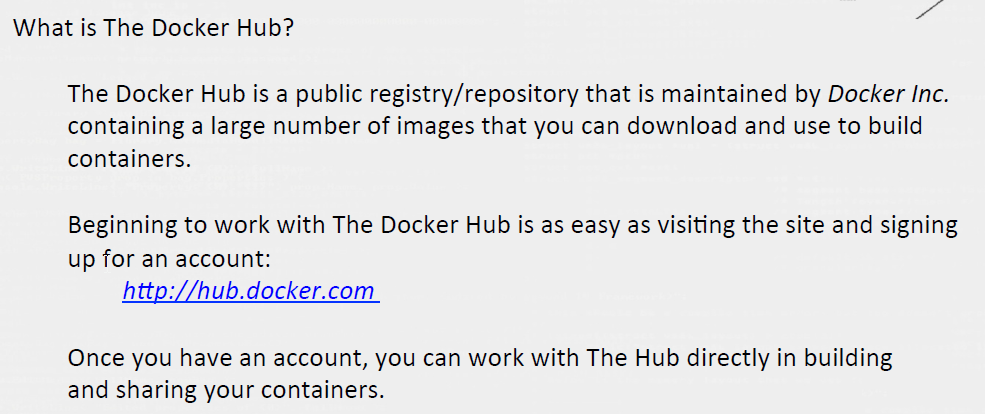 What is The Docker Hub?
The Docker Hub is a public registry/repository that is maintained by Docker Inc.
containing a large number of images that you can download and use to build
containers.
Beginning to work with The Docker Hub is as easy as visiting the site and signing
up for an account:
http://hub.docker.com
Once you have an account, you can work with The Hub directly in building
and sharing your containers.